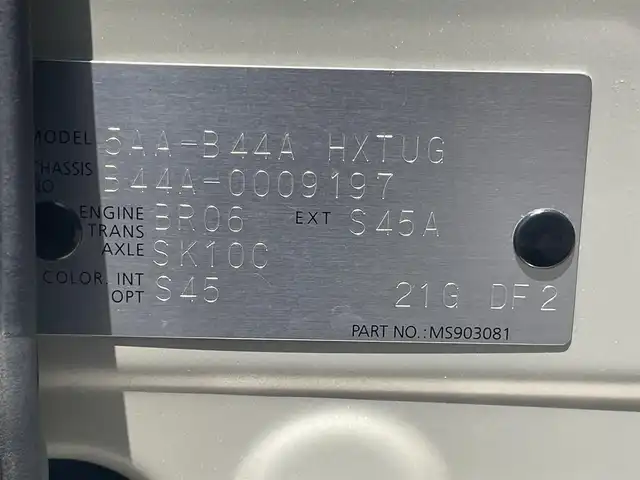 MODEL 5AA-B44A HXTUG
CHASSIS
NO B44A-0009197
ENGINE BR06 EXT S45A
TRANS
AXLE SK10C
COLOR. INT S45
OPT 21G DF2
PART NO.:MS903081